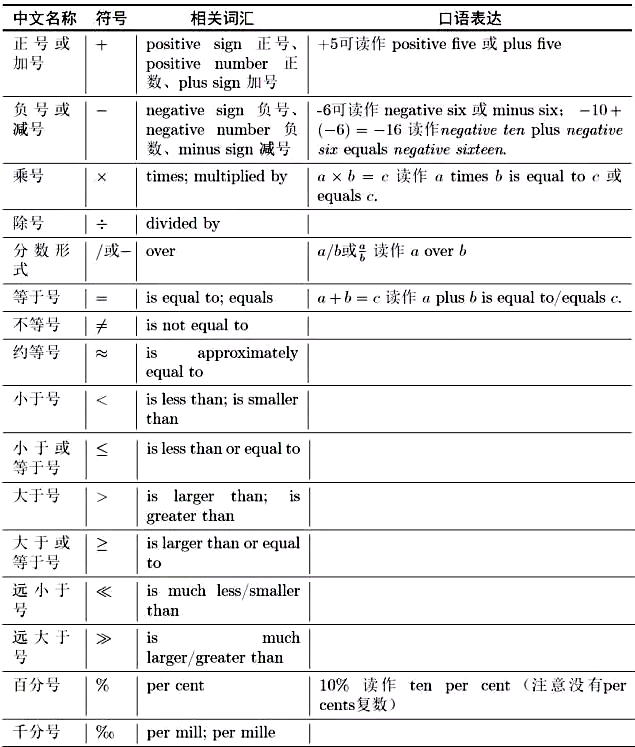 中文名称 符号 相关词汇 口语表达
正号或 + positive sign 正号、 +5可读作 positive five 或 plus five
加号 positive number 正
数、plus sign 加号
负号或 − negative sign 负号、 -6可读作 negative six 或 minus six； −10 +
减号 negative number 负 (−6) = −16 读作negative ten plus negative
数、minus sign 减号 six equals negative sixteen.
乘号 × times; multiplied by a × b = c 读作 a times b is equal to c 或
equals c.
除号 ÷ divided by
分数形 /或− over a/b或a/b 读作 a over b
式
等于号 = is equal to; equals a + b = c 读作 a plus b is equal to/equals c.
不等号 ≠ is not equal to
约等号 ≈ is approximately
equal to
小于号 < is less than; is smaller
than
小于或 ≤ is less than or equal to
等于号
大于号 > is larger than; is
greater than
大于或 ≥ is larger than or equal
等于号 to
远小于 ≪ is much less/smaller
号 than
远大于 ≫ is much
号 larger/greater than
百分号 % per cent 10% 读作 ten per cent（注意没有per
cents复数）
千分号 ‰ per mill; per mille